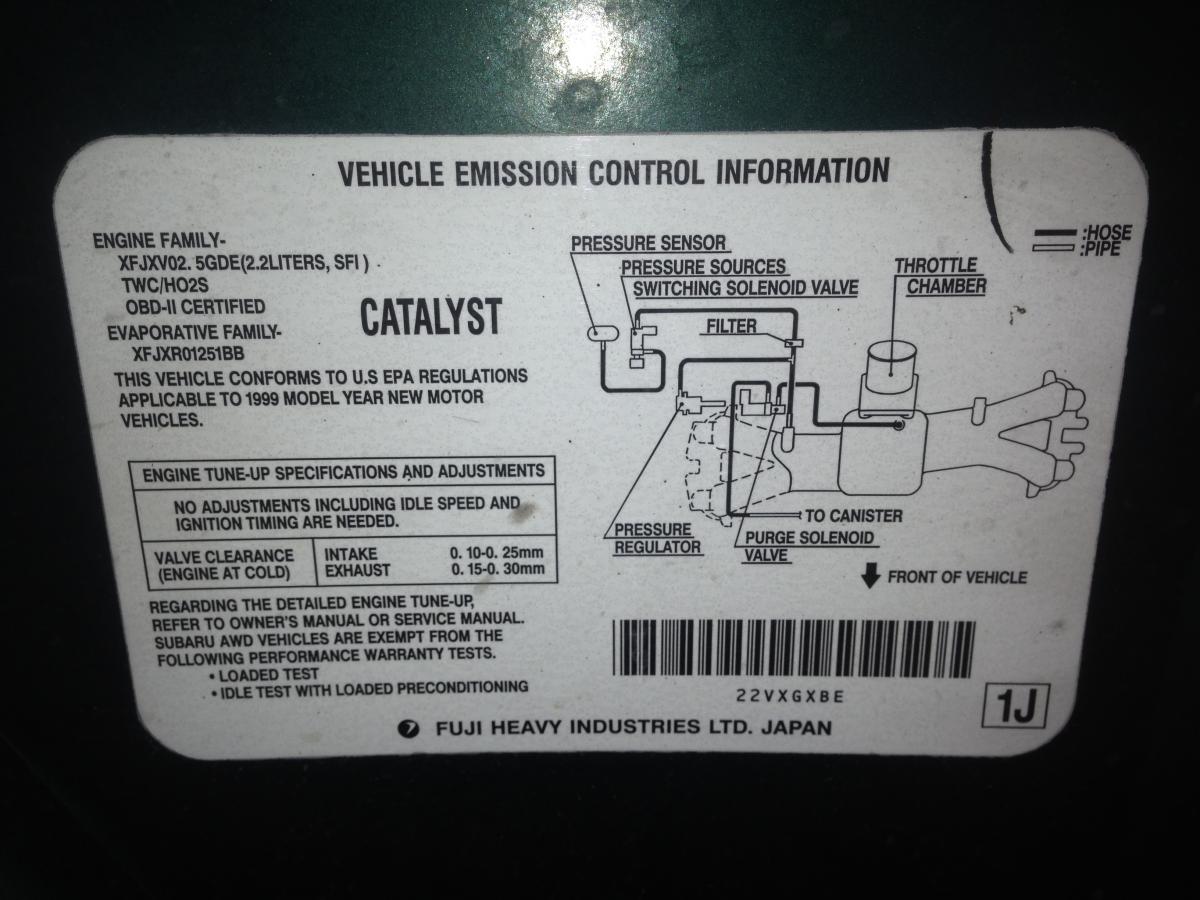 VEHICLE EMISSION CONTROL INFORMATION
ENGINE FAMILY-
XFJXV02. 5GDE(2.2LITERS, SFI )
TWC/HO2S
OBD-II CERTIFIED
EVAPORATIVE FAMILY-
XFJXR01251BB
CATALYST
THIS VEHICLE CONFORMS TO U.S EPA REGULATIONS
APPLICABLE TO 1999 MODEL YEAR NEW MOTOR
VEHICLES.
ENGINE TUNE-UP SPECIFICATIONS AND ADJUSTMENTS
NO ADJUSTMENTS INCLUDING IDLE SPEED AND
IGNITION TIMING ARE NEEDED.
VALVE CLEARANCE
(ENGINE AT COLD)
INTAKE 0. 10-0. 25mm
EXHAUST 0. 15-0. 30mm
REGARDING THE DETAILED ENGINE TUNE-UP,
REFER TO OWNER'S MANUAL OR SERVICE MANUAL.
SUBARU AWD VEHICLES ARE EXEMPT FROM THE
FOLLOWING PERFORMANCE WARRANTY TESTS.
• LOADED TEST
• IDLE TEST WITH LOADED PRECONDITIONING
PRESSURE SENSOR
PRESSURE SOURCES
SWITCHING SOLENOID VALVE
FILTER
THROTTLE
CHAMBER
:HOSE
:PIPE
TO CANISTER
PRESSURE
REGULATOR
PURGE SOLENOID
VALVE
FRONT OF VEHICLE
22VXGXBE
1J
7 FUJI HEAVY INDUSTRIES LTD. JAPAN